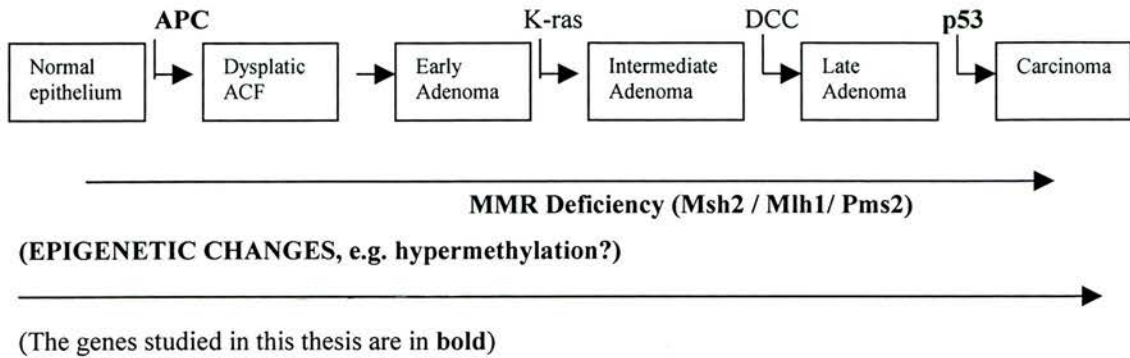 APC K-ras DCC p53
Normal epithelium
Dysplatic ACF
Early Adenoma
Intermediate Adenoma
Late Adenoma
Carcinoma
MMR Deficiency (Msh2 / Mlh1/ Pms2)
(EPIGENETIC CHANGES, e.g. hypermethylation?)
(The genes studied in this thesis are in bold)